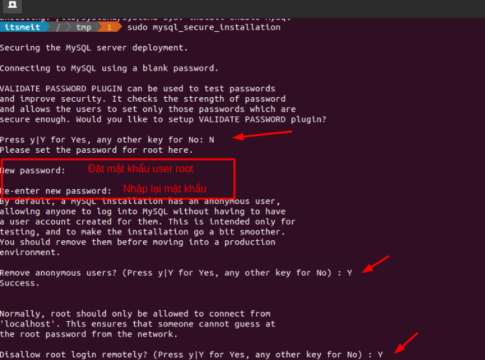 itsmeit / tmp 1 sudo mysql_secure_installation
Securing the MySQL server deployment.
Connecting to MySQL using a blank password.
VALIDATE PASSWORD PLUGIN can be used to test passwords
and improve security. It checks the strength of password
and allows the users to set only those passwords which are
secure enough. Would you like to setup VALIDATE PASSWORD plugin?
Press y|Y for Yes, any other key for No: N
Please set the password for root here.
New password: Đặt mật khẩu user root
Re-enter new password: Nhập lại mật khẩu
By default, a MySQL installation has an anonymous user,
allowing anyone to log into MySQL without having to have
a user account created for them. This is intended only for
testing, and to make the installation go a bit smoother.
You should remove them before moving into a production
environment.
Remove anonymous users? (Press y|Y for Yes, any other key for No) : Y
Success.
Normally, root should only be allowed to connect from
'localhost'. This ensures that someone cannot guess at
the root password from the network.
Disallow root login remotely? (Press y|Y for Yes, any other key for No) : Y